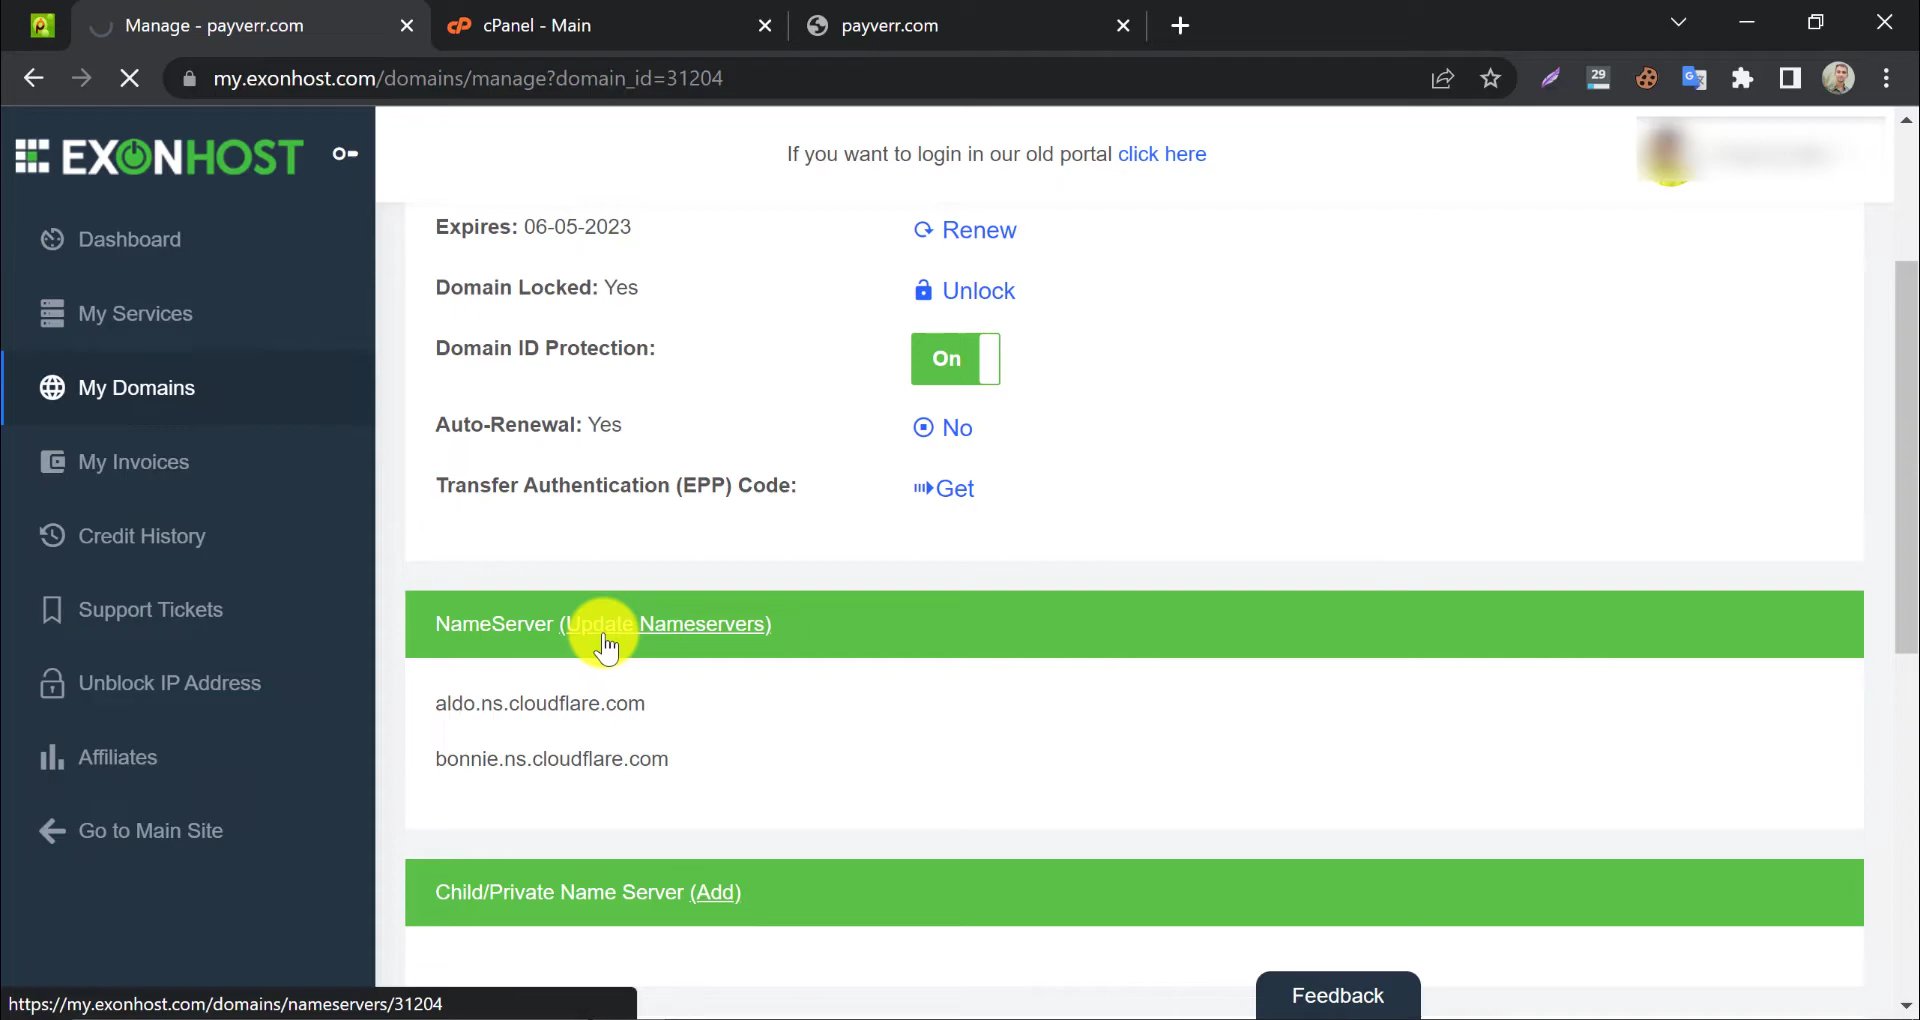 Manage - payverr.com
cPanel - Main
payverr.com
my.exonhost.com/domains/manage?domain_id=31204
29
EXONHOST
If you want to login in our old portal click here
Dashboard
My Services
My Domains
My Invoices
Credit History
Support Tickets
Unblock IP Address
Affiliates
Go to Main Site
Expires: 06-05-2023
Renew
Domain Locked: Yes
Unlock
Domain ID Protection:
On
Auto-Renewal: Yes
No
Transfer Authentication (EPP) Code:
Get
NameServer (Update Nameservers)
aldo.ns.cloudflare.com
bonnie.ns.cloudflare.com
Child/Private Name Server (Add)
Feedback
https://my.exonhost.com/domains/nameservers/31204